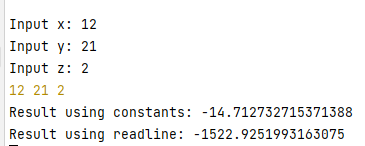 Input x: 12
Input y: 21
Input z: 2
12 21 2
Result using constants: -14.712732715371388
Result using readline: -1522.9251993163075